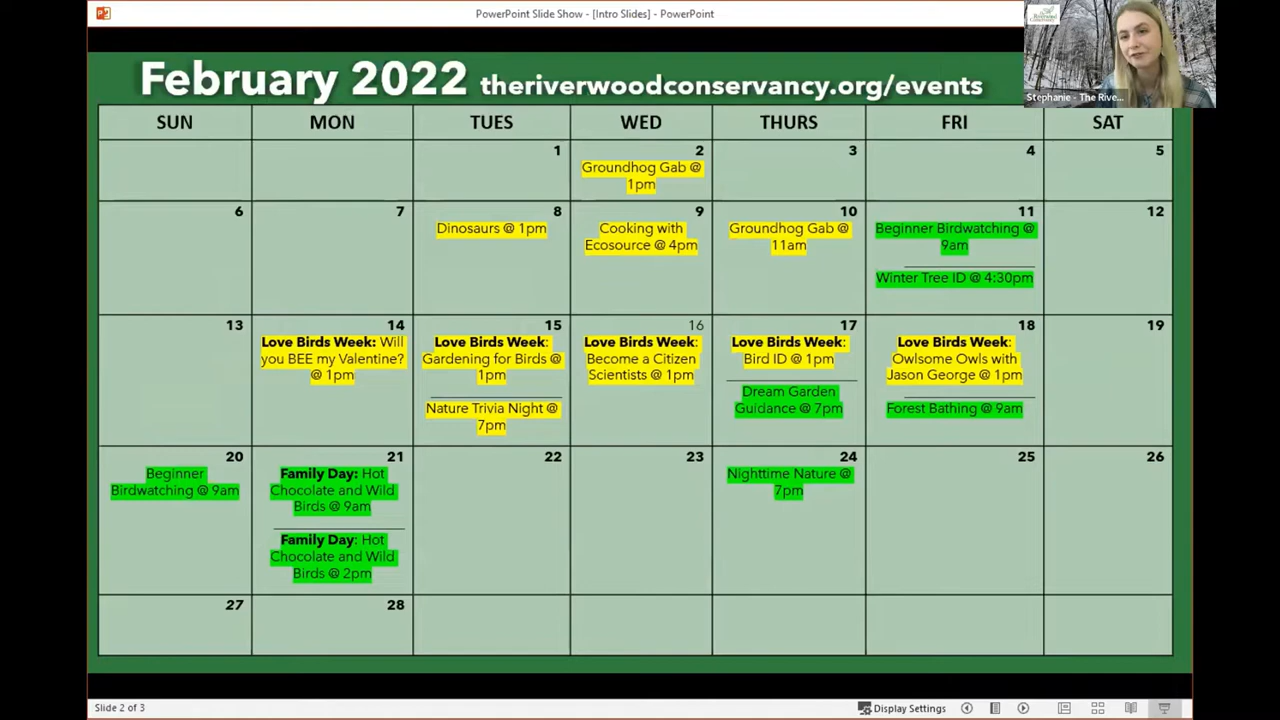 PowerPoint Slide Show - [Intro Slides] - PowerPoint
Riverwood
Conservancy
Stephanie - The Rive...
February 2022 theriverwoodconservancy.org/events
SUN MON TUES WED THURS FRI SAT
1 2 3 4 5
Groundhog Gab @
1pm
6 7 8 9 10 11 12
Dinosaurs @ 1pm
Cooking with
Ecosource @ 4pm
Groundhog Gab @
11am
Beginner Birdwatching @
9am
Winter Tree ID @ 4:30pm
13 14 15 16 17 18 19
Love Birds Week: Will
you BEE my Valentine?
@ 1pm
Love Birds Week:
Gardening for Birds @
1pm
Nature Trivia Night @
7pm
Love Birds Week:
Become a Citizen
Scientists @ 1pm
Love Birds Week:
Bird ID @ 1pm
Dream Garden
Guidance @ 7pm
Love Birds Week:
Owlsome Owls with
Jason George @ 1pm
Forest Bathing @ 9am
20 21 22 23 24 25 26
Beginner
Birdwatching @ 9am
Family Day: Hot
Chocolate and Wild
Birds @ 9am
Family Day: Hot
Chocolate and Wild
Birds @ 2pm
Nighttime Nature @
7pm
27 28
Slide 2 of 3
Display Settings